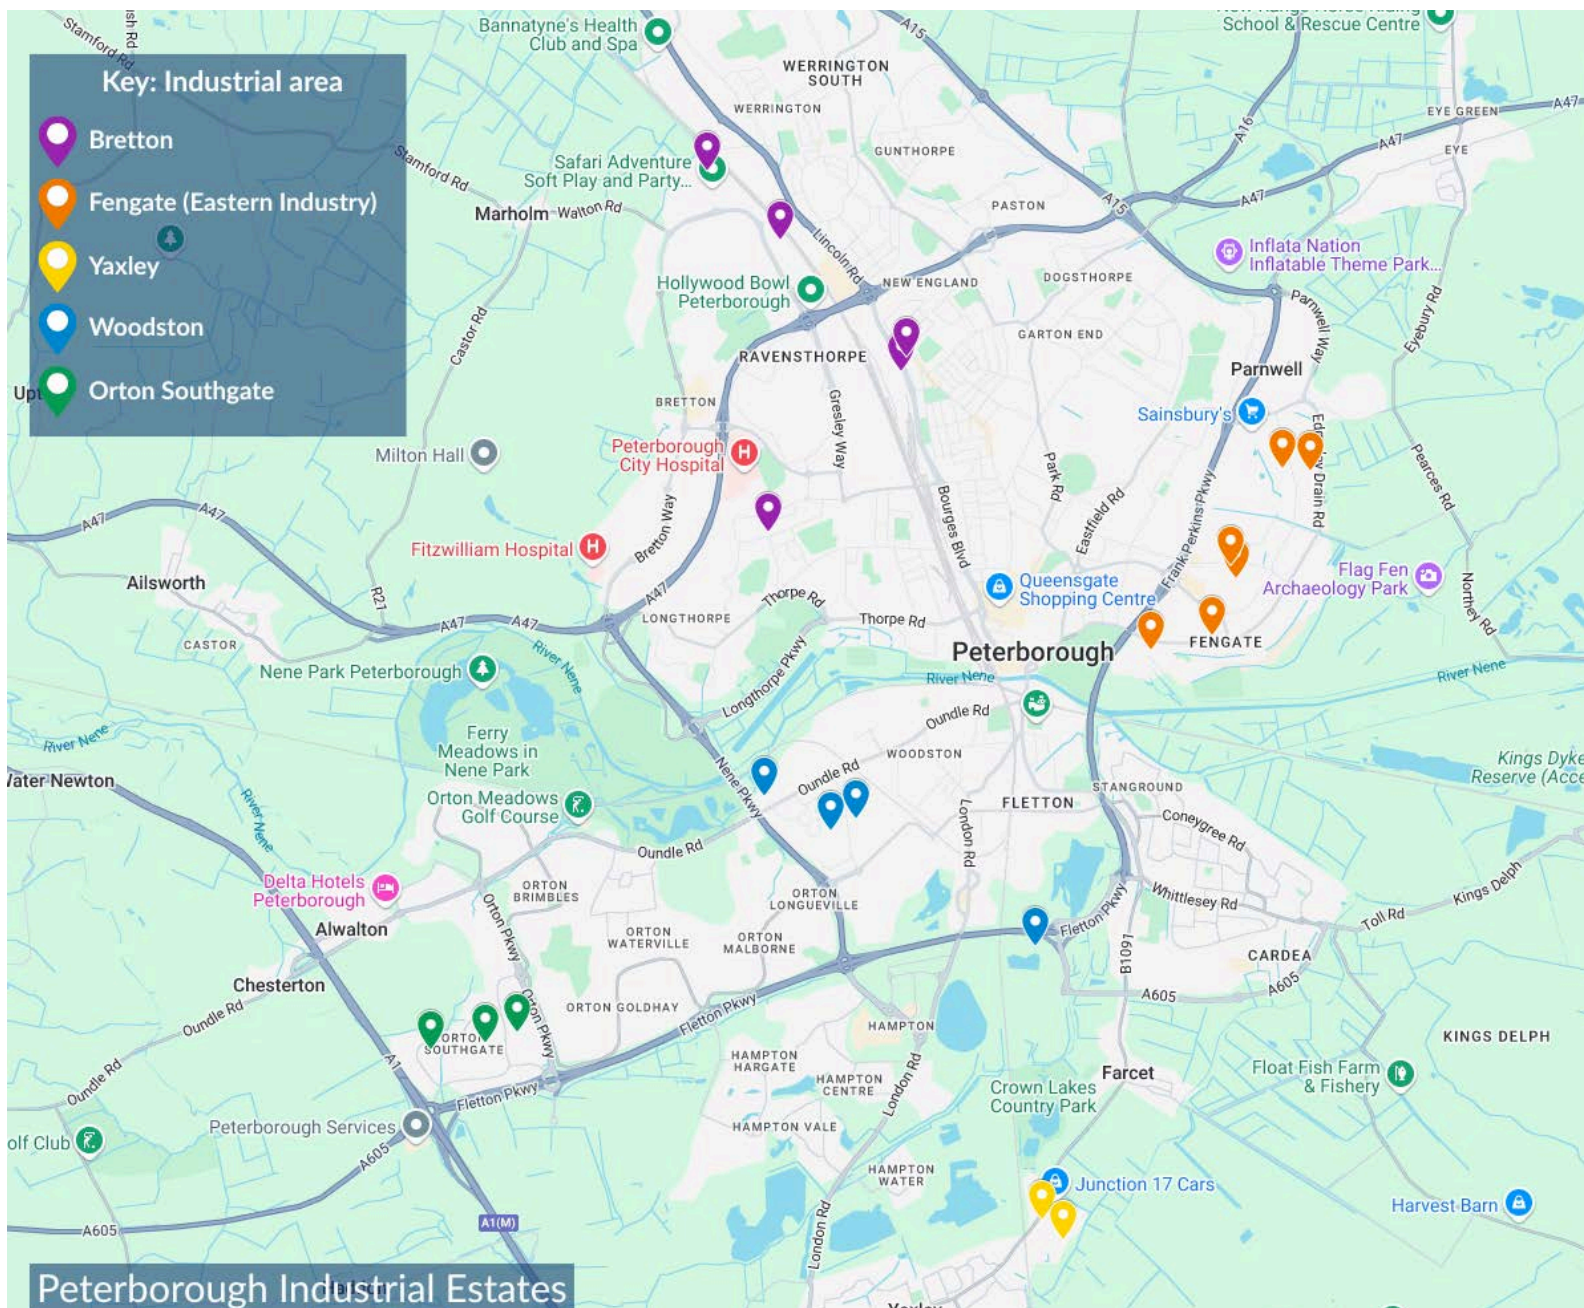 Bannatyne's Health
Club and Spa
School & Rescue Centre
Stamford Rd
A15
WERRINGTON
SOUTH
WERRINGTON
Key: Industrial area
Bretton
Fengate (Eastern Industry)
Yaxley
Woodston
Orton Southgate
EYE GREEN
A47
A16
A47
EYE
GUNTHORPE
Stamford Rd
Safari Adventure
Soft Play and Party...
Marholm
Walton Rd
PASTON
A15
A47
Lincoln Rd
Inflata Nation
Inflatable Theme Park...
Hollywood Bowl
Peterborough
NEW ENGLAND
DOGSTHORPE
Parnwell Way
Eyebury Rd
Castor Rd
GARTON END
RAVENSTHORPE
Parnwell
BRETTON
Gresley Way
Sainsbury's
Milton Hall
Peterborough
City Hospital
Park Rd
Pearces Rd
Drain Rd
A47
A47
Bretton Way
Bourges Blvd
Eastfield Rd
Frank Perkins Pkwy
Fitzwilliam Hospital
Ailsworth
R21
A47
Queensgate
Shopping Centre
Flag Fen
Archaeology Park
Northey Rd
Thorpe Rd
A47
A47
LONGTHORPE
Thorpe Rd
CASTOR
FENGATE
Peterborough
Nene Park Peterborough
River Nene
Longthorpe Pkwy
River Nene
River Nene
River Nene
Ferry
Meadows in
Nene Park
Oundle Rd
WOODSTON
Kings Dyke
Reserve (Acce
Water Newton
Nene Pkwy
Oundle Rd
STANGROUND
River Nene
Orton Meadows
Golf Course
FLETTON
London Rd
Coneygree Rd
Oundle Rd
Delta Hotels
Peterborough
ORTON
BRIMBLES
ORTON
LONGUEVILLE
Whittlesey Rd
Kings Delph
Toll Rd
Alwalton
Orton Pkwy
ORTON
WATERVILLE
ORTON
MALBORNE
Fletton Pkwy
B1091
CARDEA
Chesterton
A605
A605
Oundle Rd
Orton Pkwy
ORTON GOLDHAY
Fletton Pkwy
HAMPTON
ORTON
SOUTHGATE
KINGS DELPH
A1
HAMPTON
HARGATE
HAMPTON
CENTRE
London Rd
Crown Lakes
Country Park
Farcet
Float Fish Farm
& Fishery
Oundle Rd
Fletton Pkwy
Peterborough Services
HAMPTON VALE
olf Club
A605
HAMPTON
WATER
Junction 17 Cars
Harvest Barn
A605
A1(M)
London Rd
Peterborough Industrial Estates